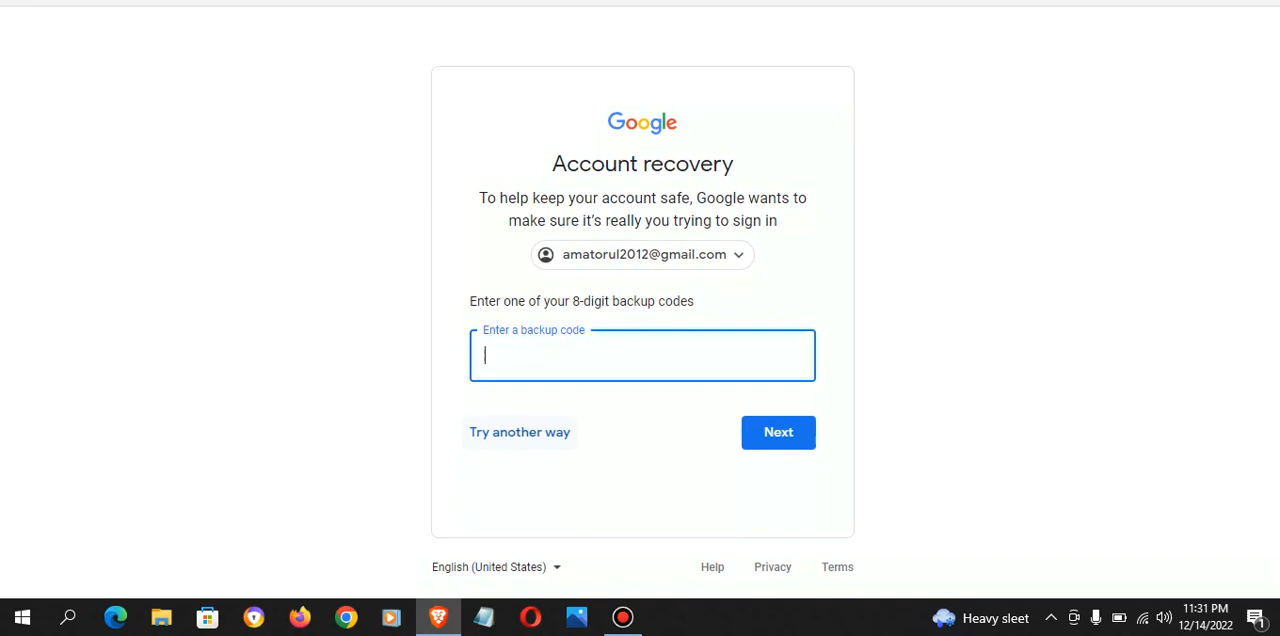 Google
Account recovery
To help keep your account safe, Google wants to
make sure it's really you trying to sign in
amatorul2012@gmail.com
Enter one of your 8-digit backup codes
Enter a backup code
Try another way
Next
English (United States)
Help
Privacy
Terms
Heavy sleet
11:31 PM
12/14/2022
1